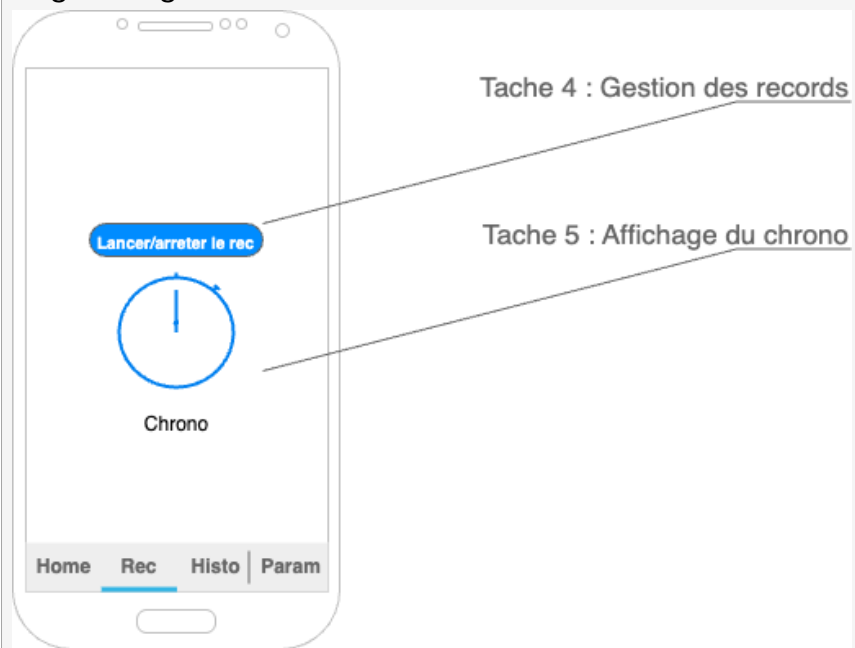 Tache 4 : Gestion des records
Lancer/arreter le rec
Tache 5 : Affichage du chrono
Chrono
Home Rec Histo Param